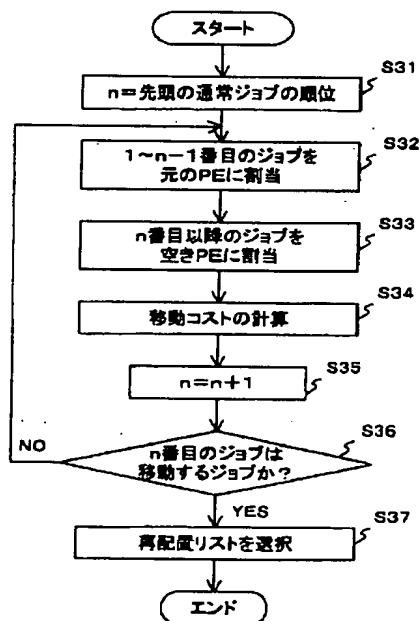 スタート
S31
n=先頭の通常ジョブの順位
S32
1~n-1番目のジョブを
元のPEに割当
S33
n番目以降のジョブを
空きPEに割当
S34
移動コストの計算
S35
n=n+1
S36
n番目のジョブは
移動するジョブか?
NO
YES
S37
再配置リストを選択
エンド